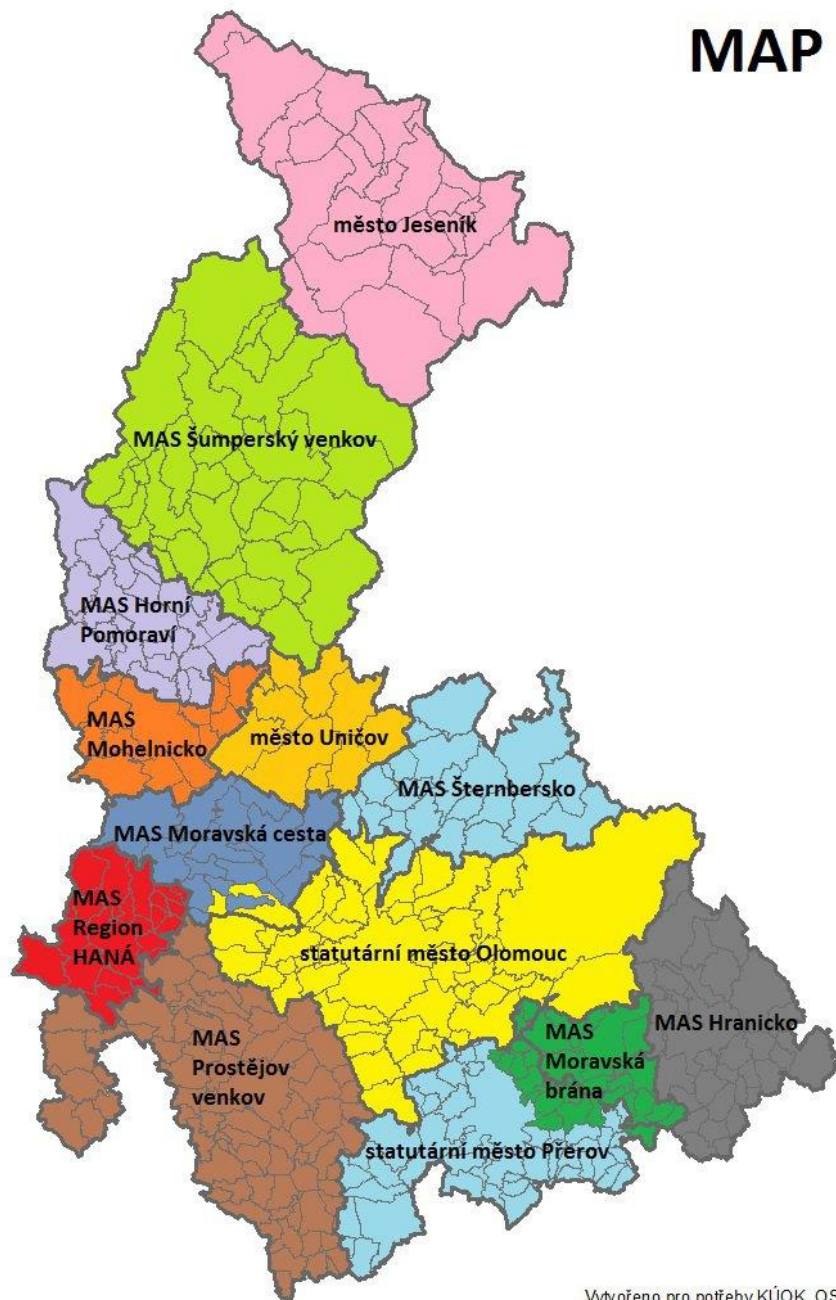 MAP
město Jeseník
MAS Šumperský venkov
MAS Horní
Pomoraví
MAS
Mohelnicko
město Uničov
MAS Šternbersko
MAS Moravská cesta
MAS
Region
HANÁ
statutární město Olomouc
MAS Hranicko
MAS
Moravská
brána
MAS
Prostějov
venkov
statutární město Přerov
Vytvořeno pro potřeby KÚOK, OŠ